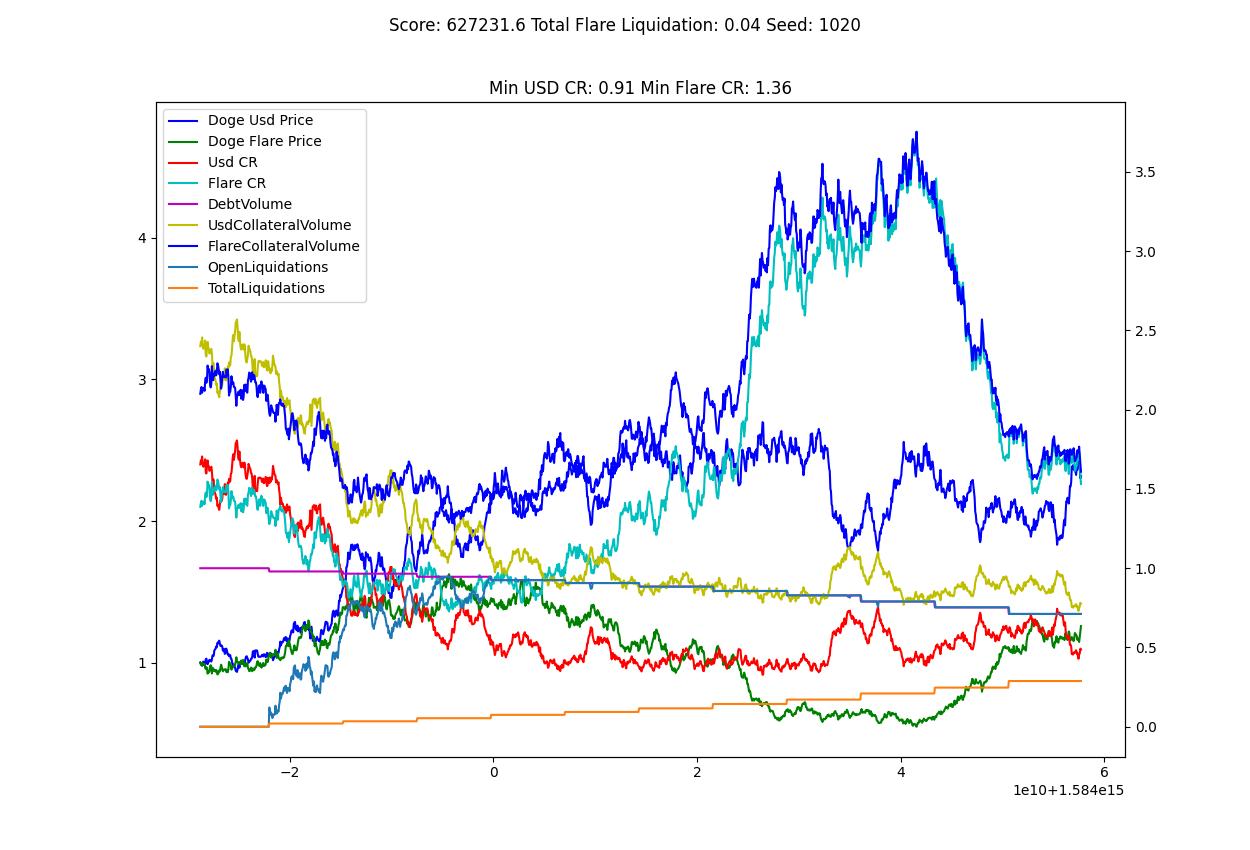 Score: 627231.6 Total Flare Liquidation: 0.04 Seed: 1020
Min USD CR: 0.91 Min Flare CR: 1.36
Doge Usd Price
Doge Flare Price
Usd CR
Flare CR
DebtVolume
UsdCollateralVolume
FlareCollateralVolume
OpenLiquidations
TotalLiquidations
4
3
2
1
3.5
3.0
2.5
2.0
1.5
1.0
0.5
0.0
−2 0 2 4 6
1e10+1.584e15